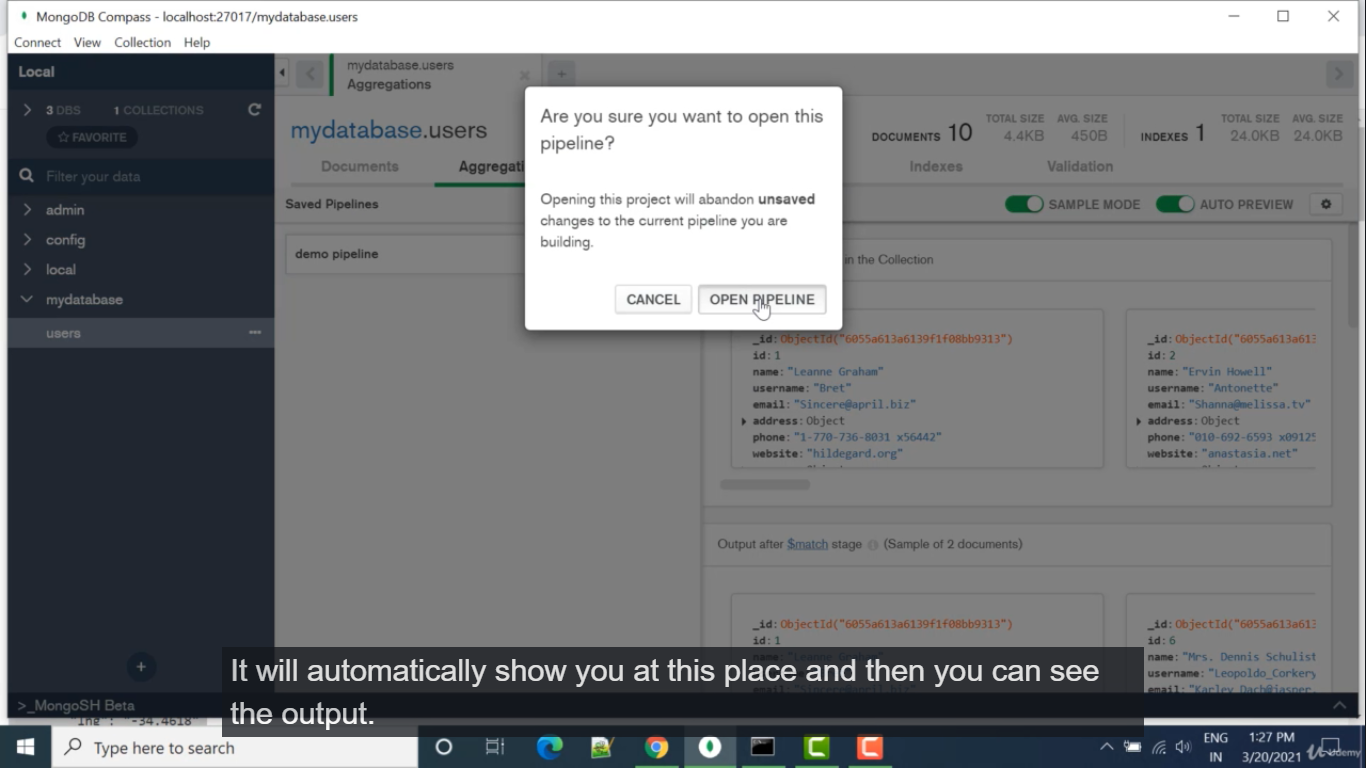 MongoDB Compass - localhost:27017/mydatabase.users
Connect View Collection Help
Local
3 DBS 1 COLLECTIONS
FAVORITE
Filter your data
admin
config
local
mydatabase
users
>_MongoSH Beta
mydatabase.users
Aggregations
mydatabase.users
DOCUMENTS 10 TOTAL SIZE 4.4KB AVG. SIZE 450B INDEXES 1 TOTAL SIZE 24.0KB AVG. SIZE 24.0KB
Documents Aggregati Indexes Validation
Saved Pipelines SAMPLE MODE AUTO PREVIEW
demo pipeline
in the Collection
Are you sure you want to open this
pipeline?
Opening this project will abandon unsaved
changes to the current pipeline you are
building.
CANCEL OPEN PIPELINE
_id: ObjectId("6055a613a6139f1f08bb9313")
id: 1
name: "Leanne Graham"
username: "Bret"
email: "Sincere@april.biz"
address: Object
phone: "1-770-736-8031 x56442"
website: "hildegard.org"
_id: ObjectId("6055a613a613
id: 2
name: "Ervin Howell"
username: "Antonette"
email: "Shanna@melissa.tv"
address: Object
phone: "010-692-6593 x09125
website: "anastasia.net"
Output after $match stage (Sample of 2 documents)
_id: ObjectId("6055a613a6139f1f08bb9313")
id: 1
name: "Leanne Graham"
email: "Sincere@april.biz"
_id: ObjectId("6055a613a613
id: 6
name: "Mrs. Dennis Schulist
username: "Leopoldo_Corkery
email: "Karley_Dach@jasper.
It will automatically show you at this place and then you can see
the output.
"lng": "-34.4618"
Type here to search
ENG
IN
1:27 PM
3/20/2021
Udemy